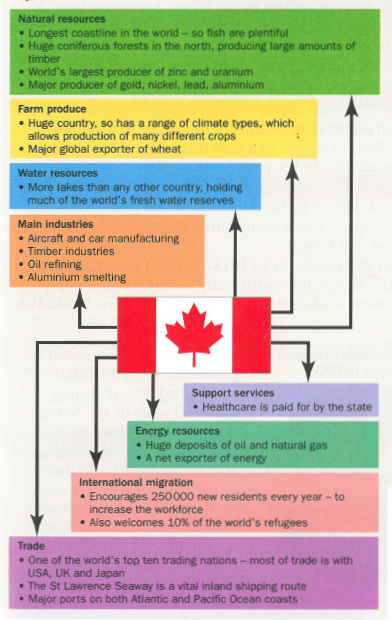 Natural resources
• Longest coastline in the world – so fish are plentiful
• Huge coniferous forests in the north, producing large amounts of
timber
• World's largest producer of zinc and uranium
• Major producer of gold, nickel, lead, aluminium
Farm produce
• Huge country, so has a range of climate types, which
allows production of many different crops
• Major global exporter of wheat
Water resources
• More lakes than any other country, holding
much of the world's fresh water reserves
Main industries
• Aircraft and car manufacturing
• Timber industries
• Oil refining
• Aluminium smelting
Support services
• Healthcare is paid for by the state
Energy resources
• Huge deposits of oil and natural gas
• A net exporter of energy
International migration
• Encourages 250 000 new residents every year – to
increase the workforce
• Also welcomes 10% of the world's refugees
Trade
• One of the world's top ten trading nations – most of trade is with
USA, UK and Japan
• The St Lawrence Seaway is a vital inland shipping route
• Major ports on both Atlantic and Pacific Ocean coasts